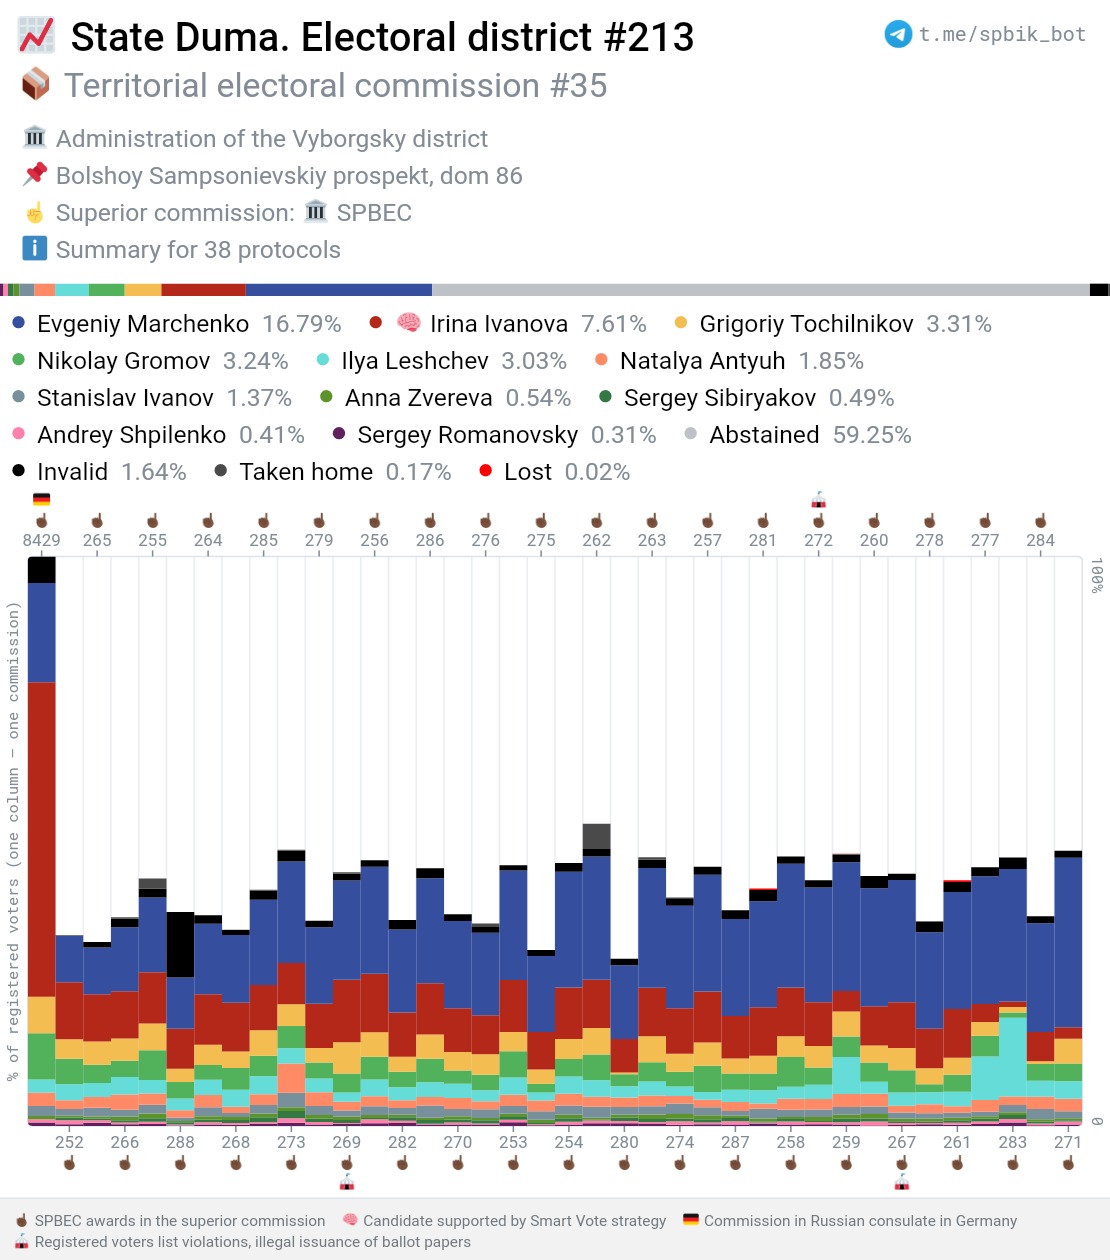 State Duma. Electoral district #213
t.me/spbik_bot
Territorial electoral commission #35
Administration of the Vyborgsky district
Bolshoy Sampsonievskiy prospekt, dom 86
Superior commission: SPBEC
Summary for 38 protocols
Evgeniy Marchenko 16.79% Irina Ivanova 7.61% Grigoriy Tochilnikov 3.31%
Nikolay Gromov 3.24% Ilya Leshchev 3.03% Natalya Antyuh 1.85%
Stanislav Ivanov 1.37% Anna Zvereva 0.54% Sergey Sibiryakov 0.49%
Andrey Shpilenko 0.41% Sergey Romanovsky 0.31% Abstained 59.25%
Invalid 1.64% Taken home 0.17% Lost 0.02%
8429 265 255 264 285 279 256 286 276 275 262 263 257 281 272 260 278 277 284
100%
% of registered voters (one column – one commission)
0
252 266 288 268 273 269 282 270 253 254 280 274 287 258 259 267 261 283 271
SPBEC awards in the superior commission Candidate supported by Smart Vote strategy Commission in Russian consulate in Germany
Registered voters list violations, illegal issuance of ballot papers